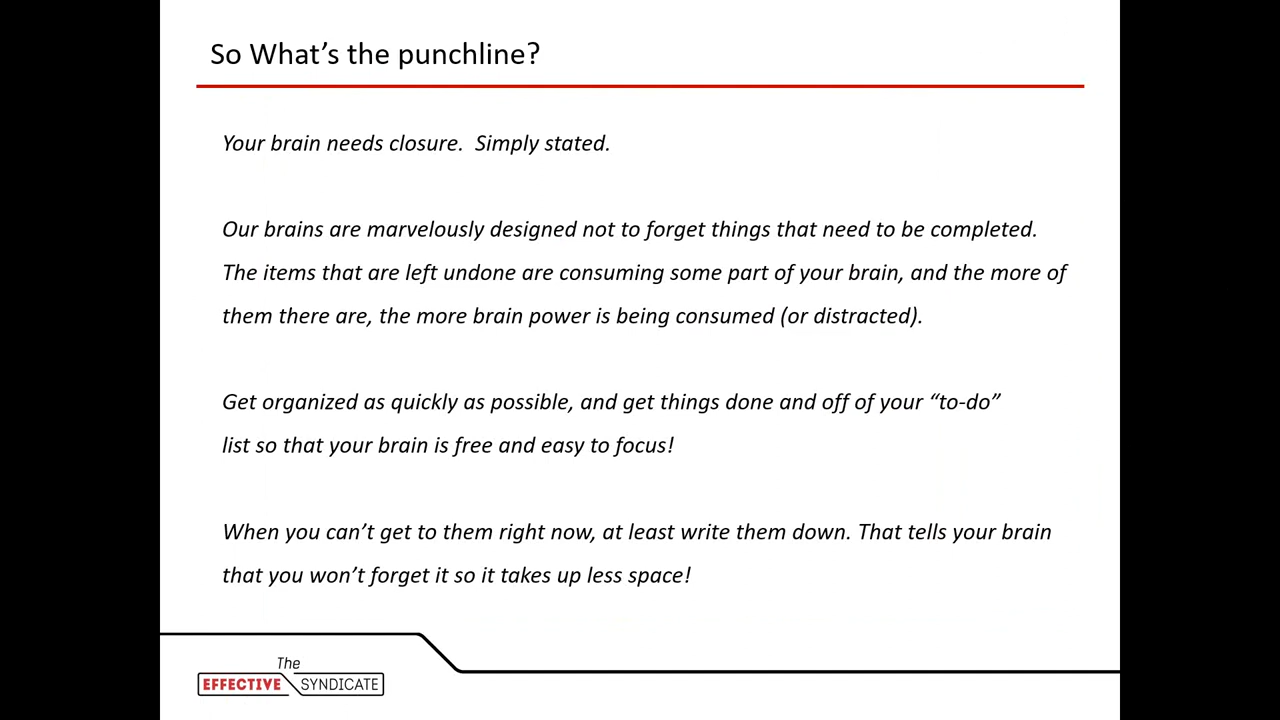 So What’s the punchline?
Your brain needs closure.  Simply stated.
Our brains are marvelously designed not to forget things that need to be completed.
The items that are left undone are consuming some part of your brain, and the more of
them there are, the more brain power is being consumed (or distracted).
Get organized as quickly as possible, and get things done and off of your “to-do”
list so that your brain is free and easy to focus!
When you can’t get to them right now, at least write them down. That tells your brain
that you won’t forget it so it takes up less space!
The
EFFECTIVE SYNDICATE